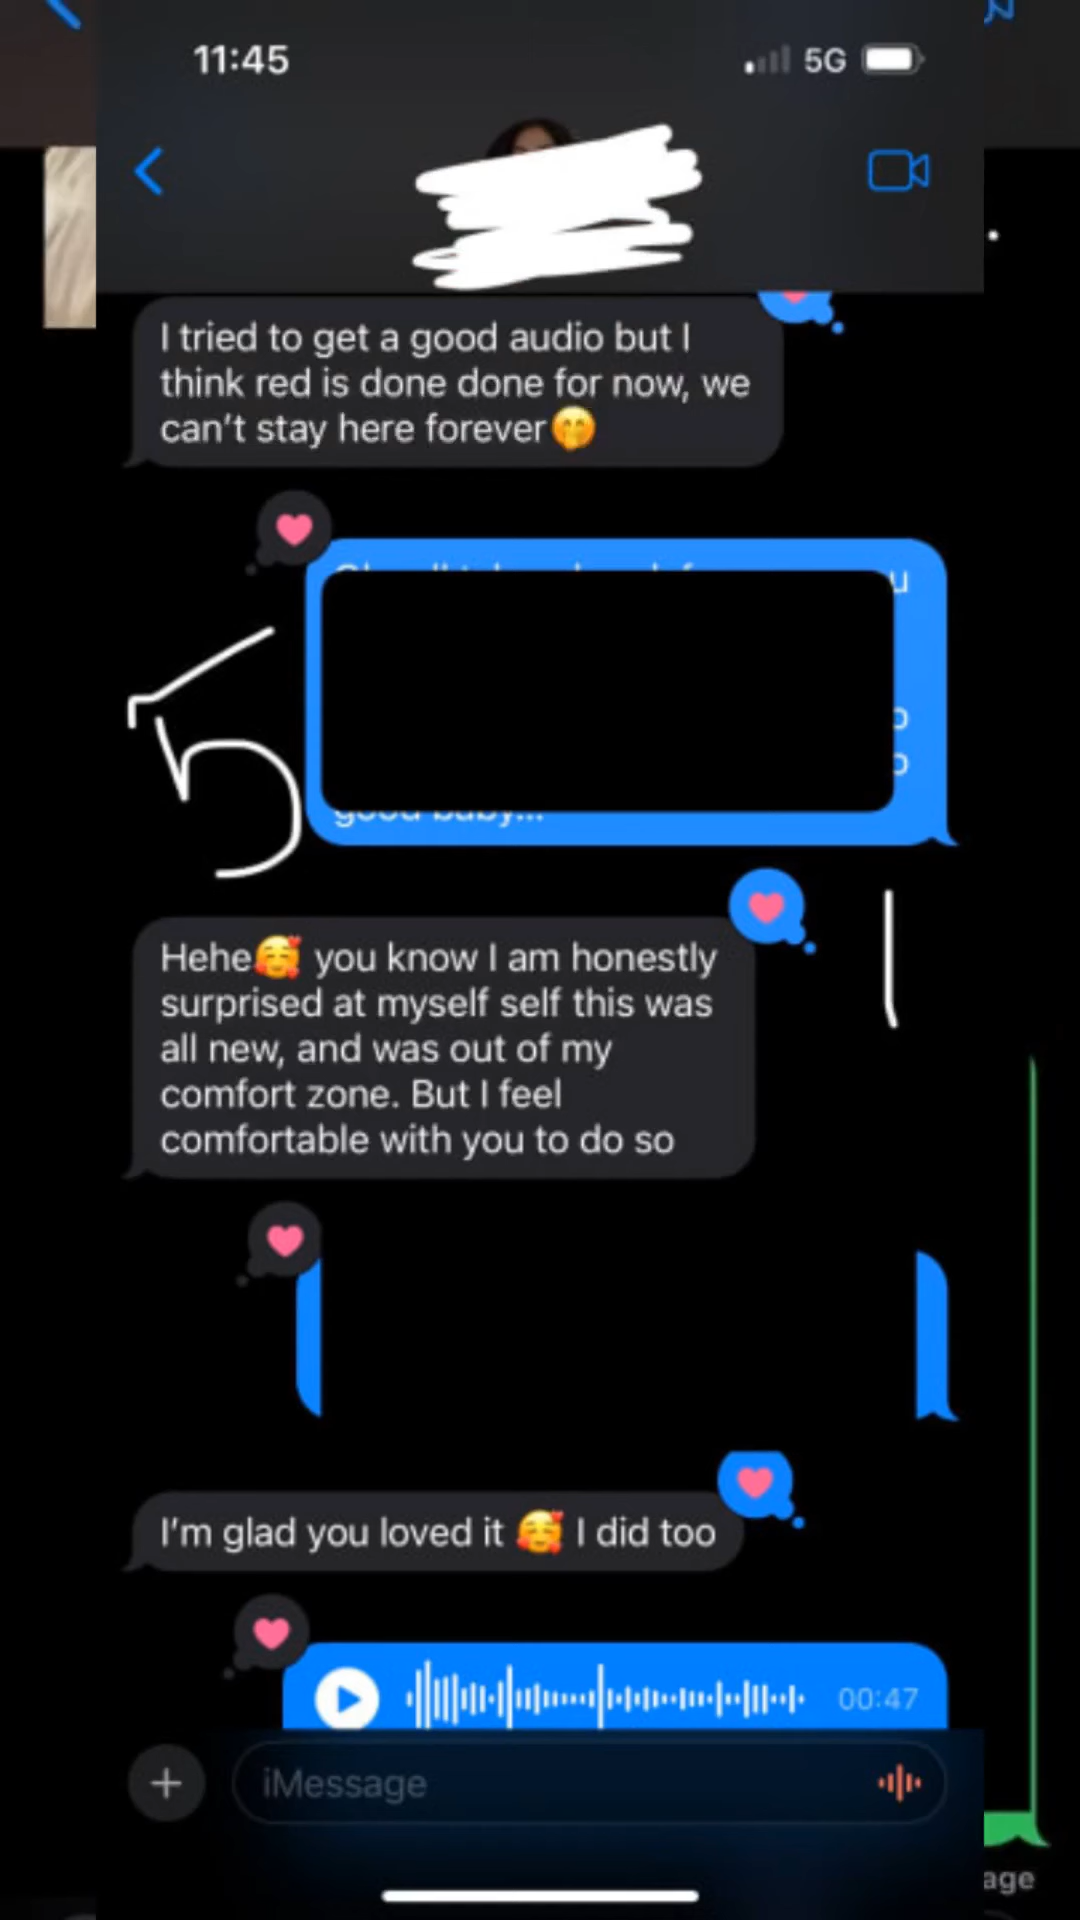 11:45 5G
I tried to get a good audio but I
think red is done done for now, we
can't stay here forever🤭
u
good baby...
Hehe🥰 you know I am honestly
surprised at myself self this was
all new, and was out of my
comfort zone. But I feel
comfortable with you to do so
I'm glad you loved it 🥰 I did too
00:47
iMessage
age